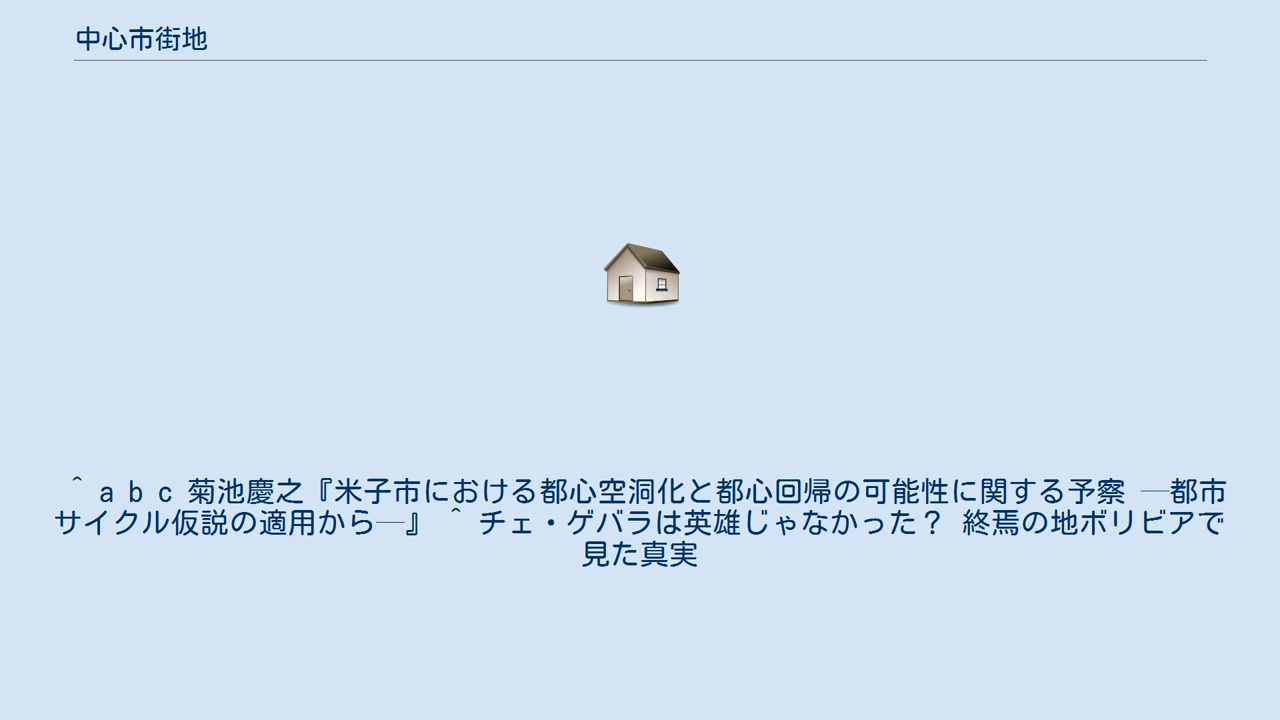 中心市街地
＾ ａ ｂ ｃ 菊池慶之『米子市における都心空洞化と都心回帰の可能性に関する予察 ―都市
サイクル仮説の適用から―』 ＾ チェ・ゲバラは英雄じゃなかった？ 終焉の地ボリビアで
見た真実